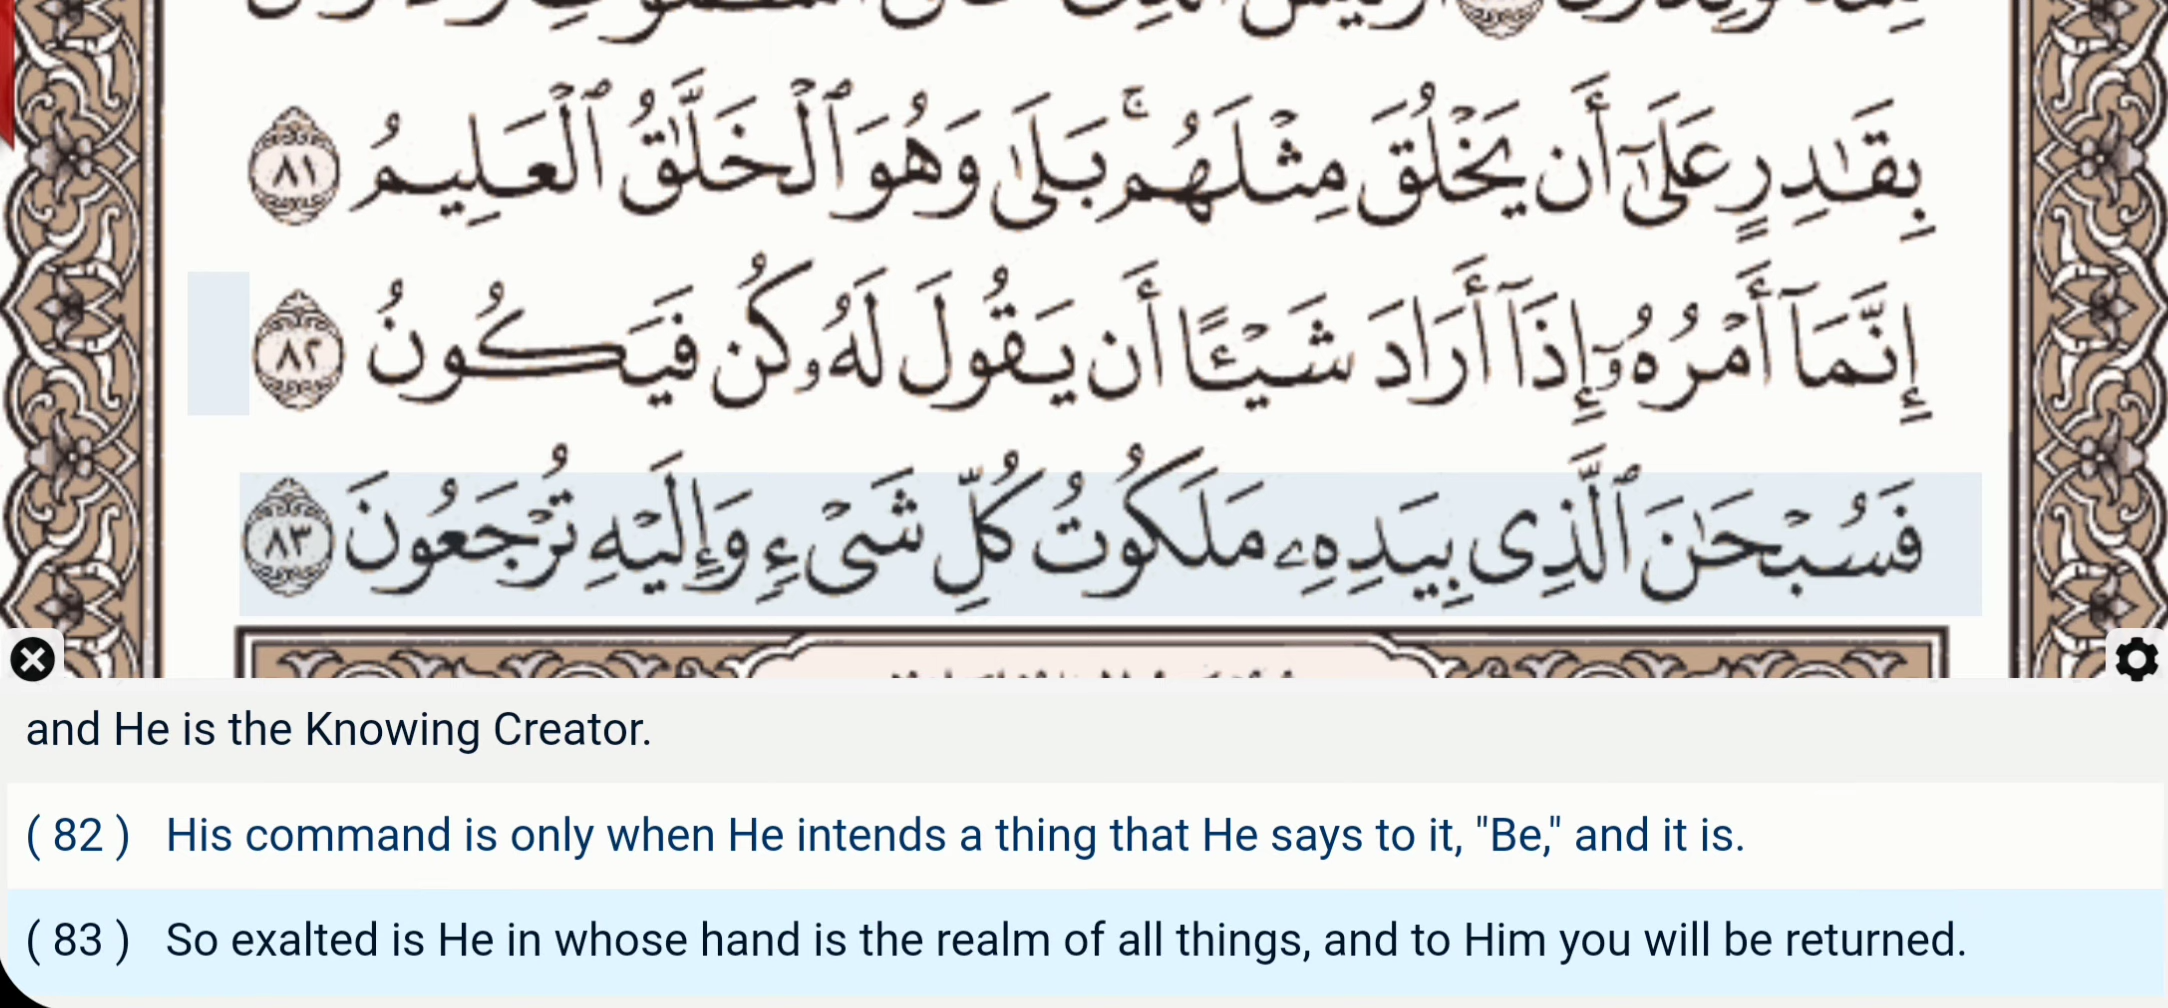 بِقَـٰدِرٍ عَلَىٰٓ أَن يَخْلُقَ مِثْلَهُم ۚ بَلَىٰ وَهُوَ ٱلْخَلَّـٰقُ ٱلْعَلِيمُ ٨١
إِنَّمَآ أَمْرُهُۥٓ إِذَآ أَرَادَ شَيْـًٔا أَن يَقُولَ لَهُۥ كُن فَيَكُونُ ٨٢
فَسُبْحَـٰنَ ٱلَّذِى بِيَدِهِۦ مَلَكُوتُ كُلِّ شَىْءٍ وَإِلَيْهِ تُرْجَعُونَ ٨٣
and He is the Knowing Creator.
( 82 ) His command is only when He intends a thing that He says to it, "Be," and it is.
( 83 ) So exalted is He in whose hand is the realm of all things, and to Him you will be returned.